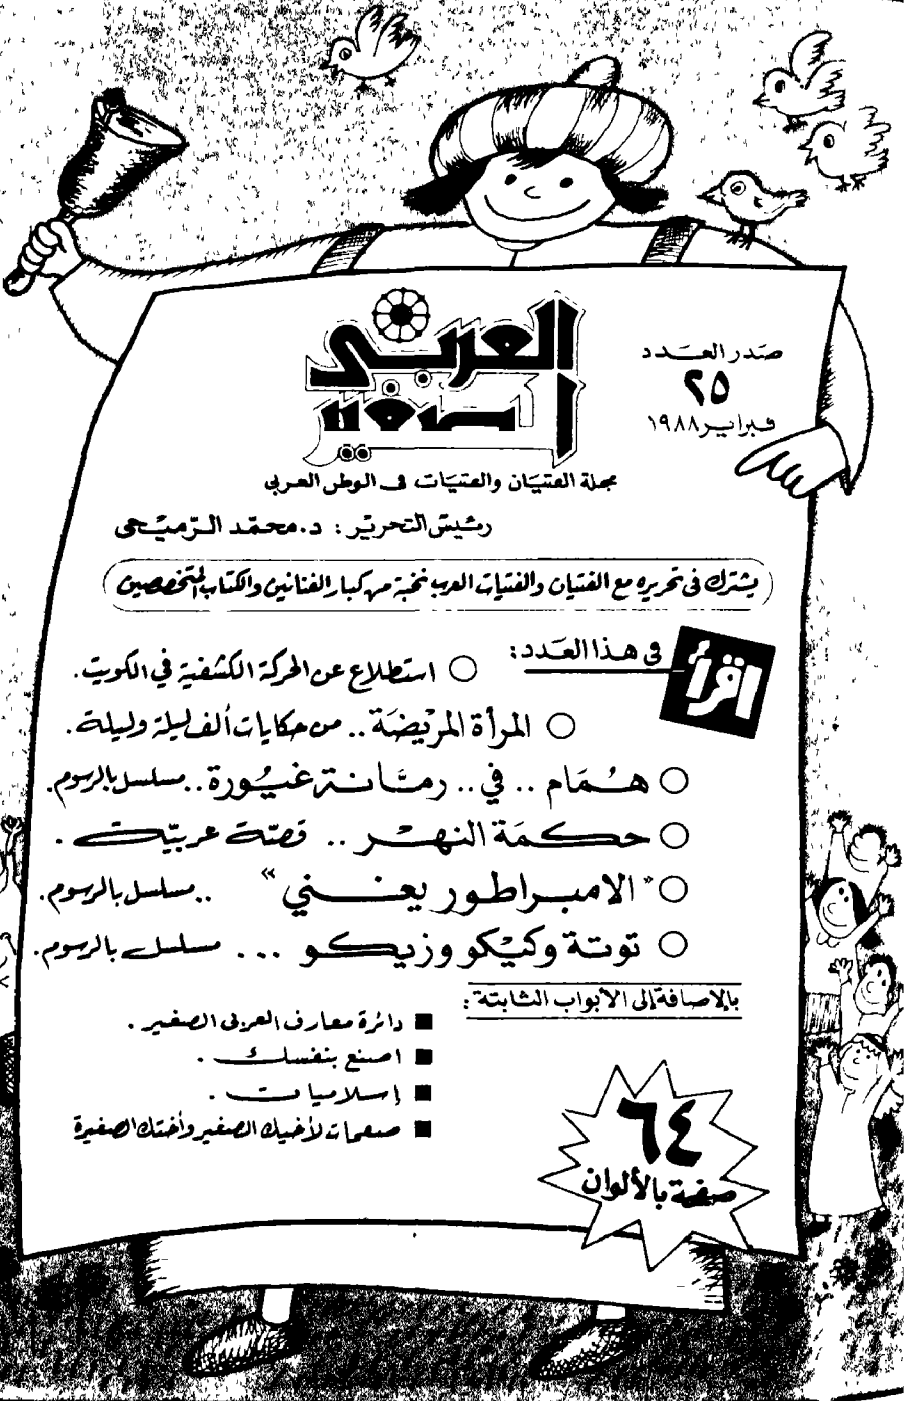 العربي
الصغير
صدر العدد
٢٥
فبراير ١٩٨٨
مجلة الفتيان والفتيات في الوطن العربي
رئيس التحرير : د. محمد الرميحي
يشترك في تحريره مع الفتيان والفتيات العرب نخبة من كبار الفنانين والكتاب المتخصصين
اقرأ
في هذا العدد :
○ استطلاع عن الحركة الكشفية في الكويت .
○ المرأة المريضة .. من حكايات ألف ليلة وليلة .
○ همام .. في .. رمانة غيورة .. مسلسل بالرسوم .
○ حكمة النهر .. قصة عربية .
○ "الامبراطور يغني" .. مسلسل بالرسوم .
○ توتة وكيكو وزيكو ... مسلسل بالرسوم .
بالاضافة إلى الأبواب الثابتة :
■ دائرة معارف العربي الصغير .
■ اصنع بنفسك .
■ إسلاميات .
■ صفحات لأخيك الصغير وأختك الصغيرة
٦٤
صفحة بالألوان